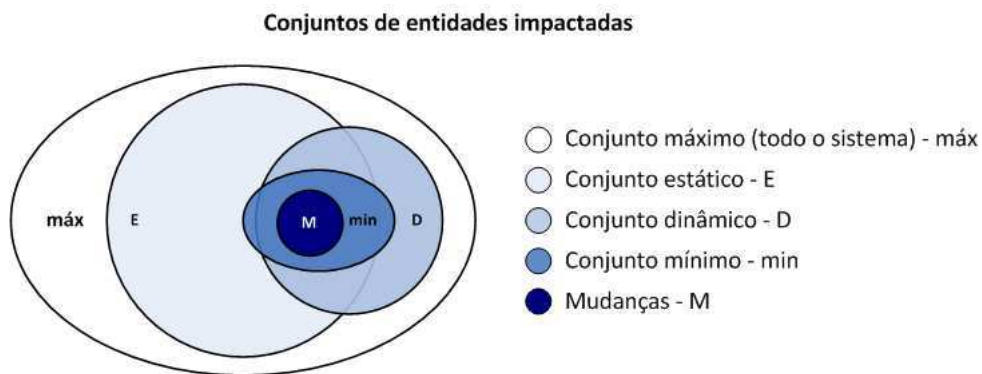 Conjuntos de entidades impactadas
máx
E
M
min
D
Conjunto máximo (todo o sistema) - máx
Conjunto estático - E
Conjunto dinâmico - D
Conjunto mínimo - min
Mudanças - M